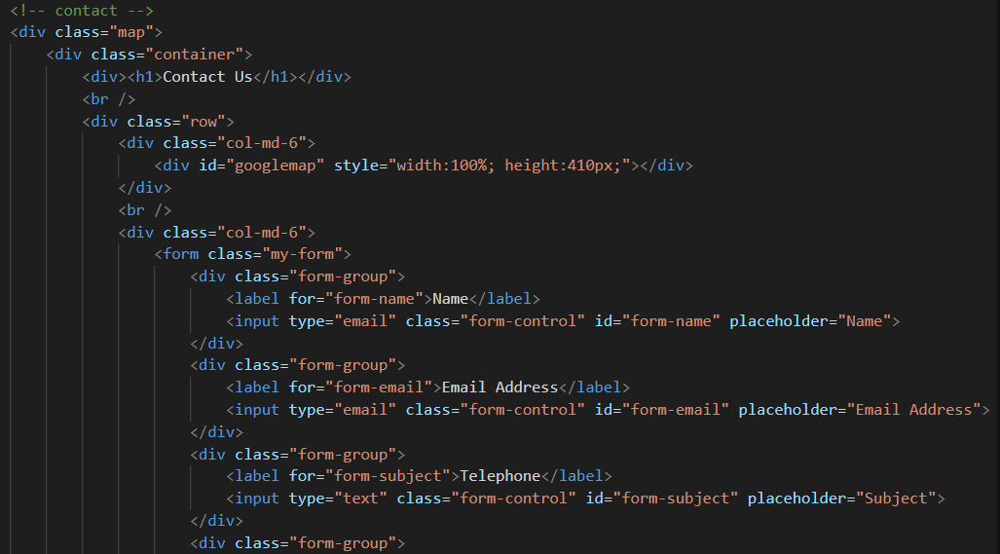 <!-- contact -->
<div class="map">
    <div class="container">
        <div><h1>Contact Us</h1></div>
        <br />
        <div class="row">
            <div class="col-md-6">
                <div id="googlemap" style="width:100%; height:410px;"></div>
            </div>
            <br />
            <div class="col-md-6">
                <form class="my-form">
                    <div class="form-group">
                        <label for="form-name">Name</label>
                        <input type="email" class="form-control" id="form-name" placeholder="Name">
                    </div>
                    <div class="form-group">
                        <label for="form-email">Email Address</label>
                        <input type="email" class="form-control" id="form-email" placeholder="Email Address">
                    </div>
                    <div class="form-group">
                        <label for="form-subject">Telephone</label>
                        <input type="text" class="form-control" id="form-subject" placeholder="Subject">
                    </div>
                    <div class="form-group">